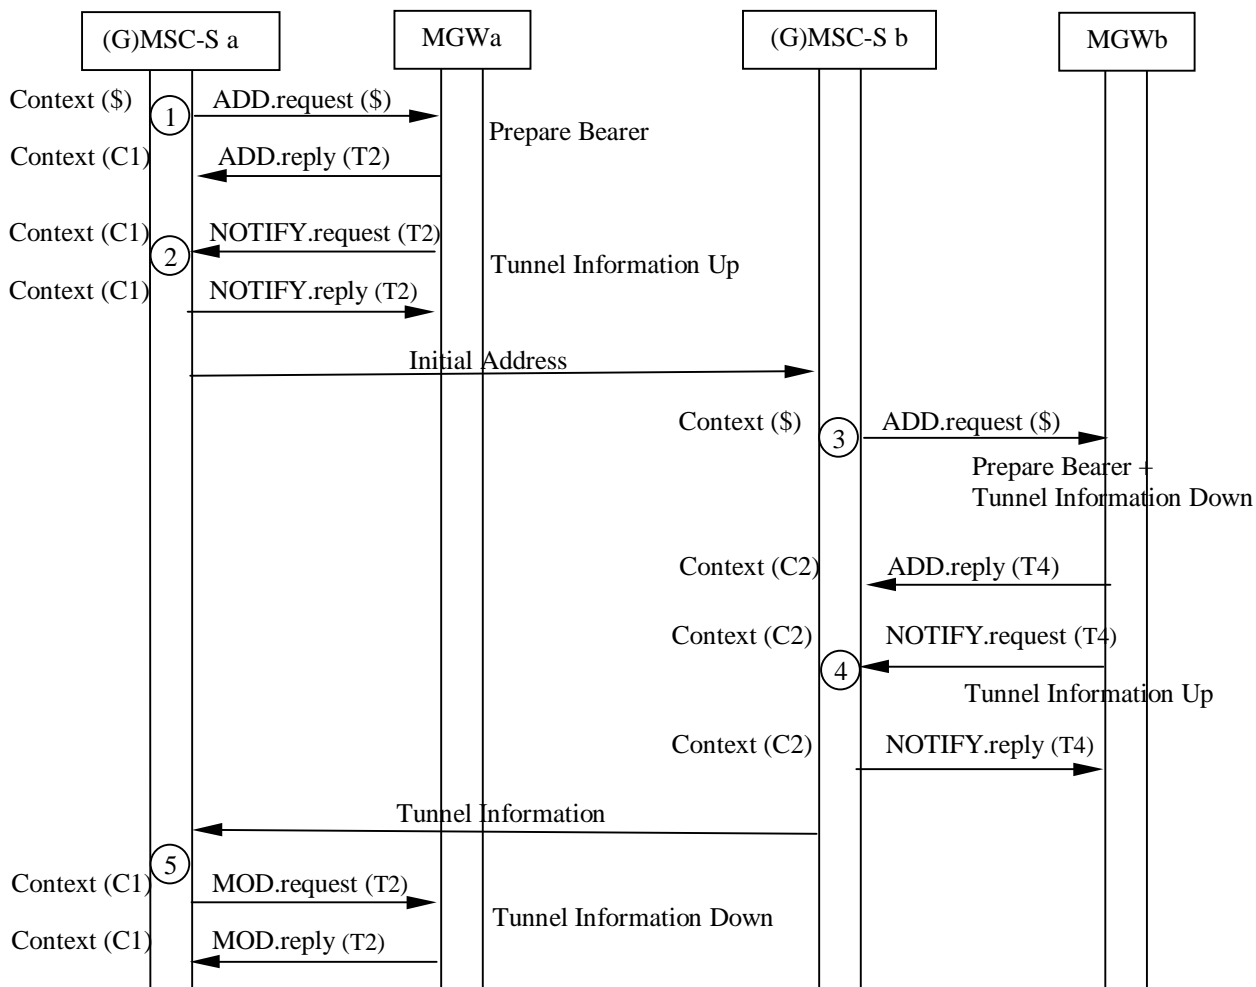 (G)MSC-S a
MGWa
(G)MSC-S b
MGWb
Context ($)
1
ADD.request ($)
Prepare Bearer
Context (C1)
ADD.reply (T2)
Context (C1)
2
NOTIFY.request (T2)
Tunnel Information Up
Context (C1)
NOTIFY.reply (T2)
Initial Address
Context ($)
3
ADD.request ($)
Prepare Bearer +
Tunnel Information Down
Context (C2)
ADD.reply (T4)
Context (C2)
NOTIFY.request (T4)
4
Tunnel Information Up
Context (C2)
NOTIFY.reply (T4)
Tunnel Information
5
Context (C1)
MOD.request (T2)
Tunnel Information Down
Context (C1)
MOD.reply (T2)